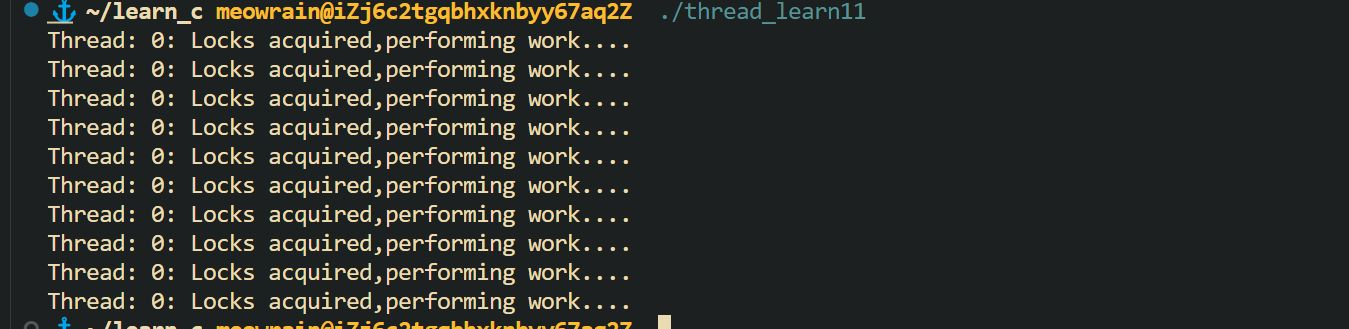 ~/learn_c meowrain@iZj6c2tgqbhxknbyy67aq2Z ./thread_learn11
Thread: 0: Locks acquired,performing work....
Thread: 0: Locks acquired,performing work....
Thread: 0: Locks acquired,performing work....
Thread: 0: Locks acquired,performing work....
Thread: 0: Locks acquired,performing work....
Thread: 0: Locks acquired,performing work....
Thread: 0: Locks acquired,performing work....
Thread: 0: Locks acquired,performing work....
Thread: 0: Locks acquired,performing work....
Thread: 0: Locks acquired,performing work....
~/learn_c meowrain@iZj6c2tgqbhxknbyy67aq2Z